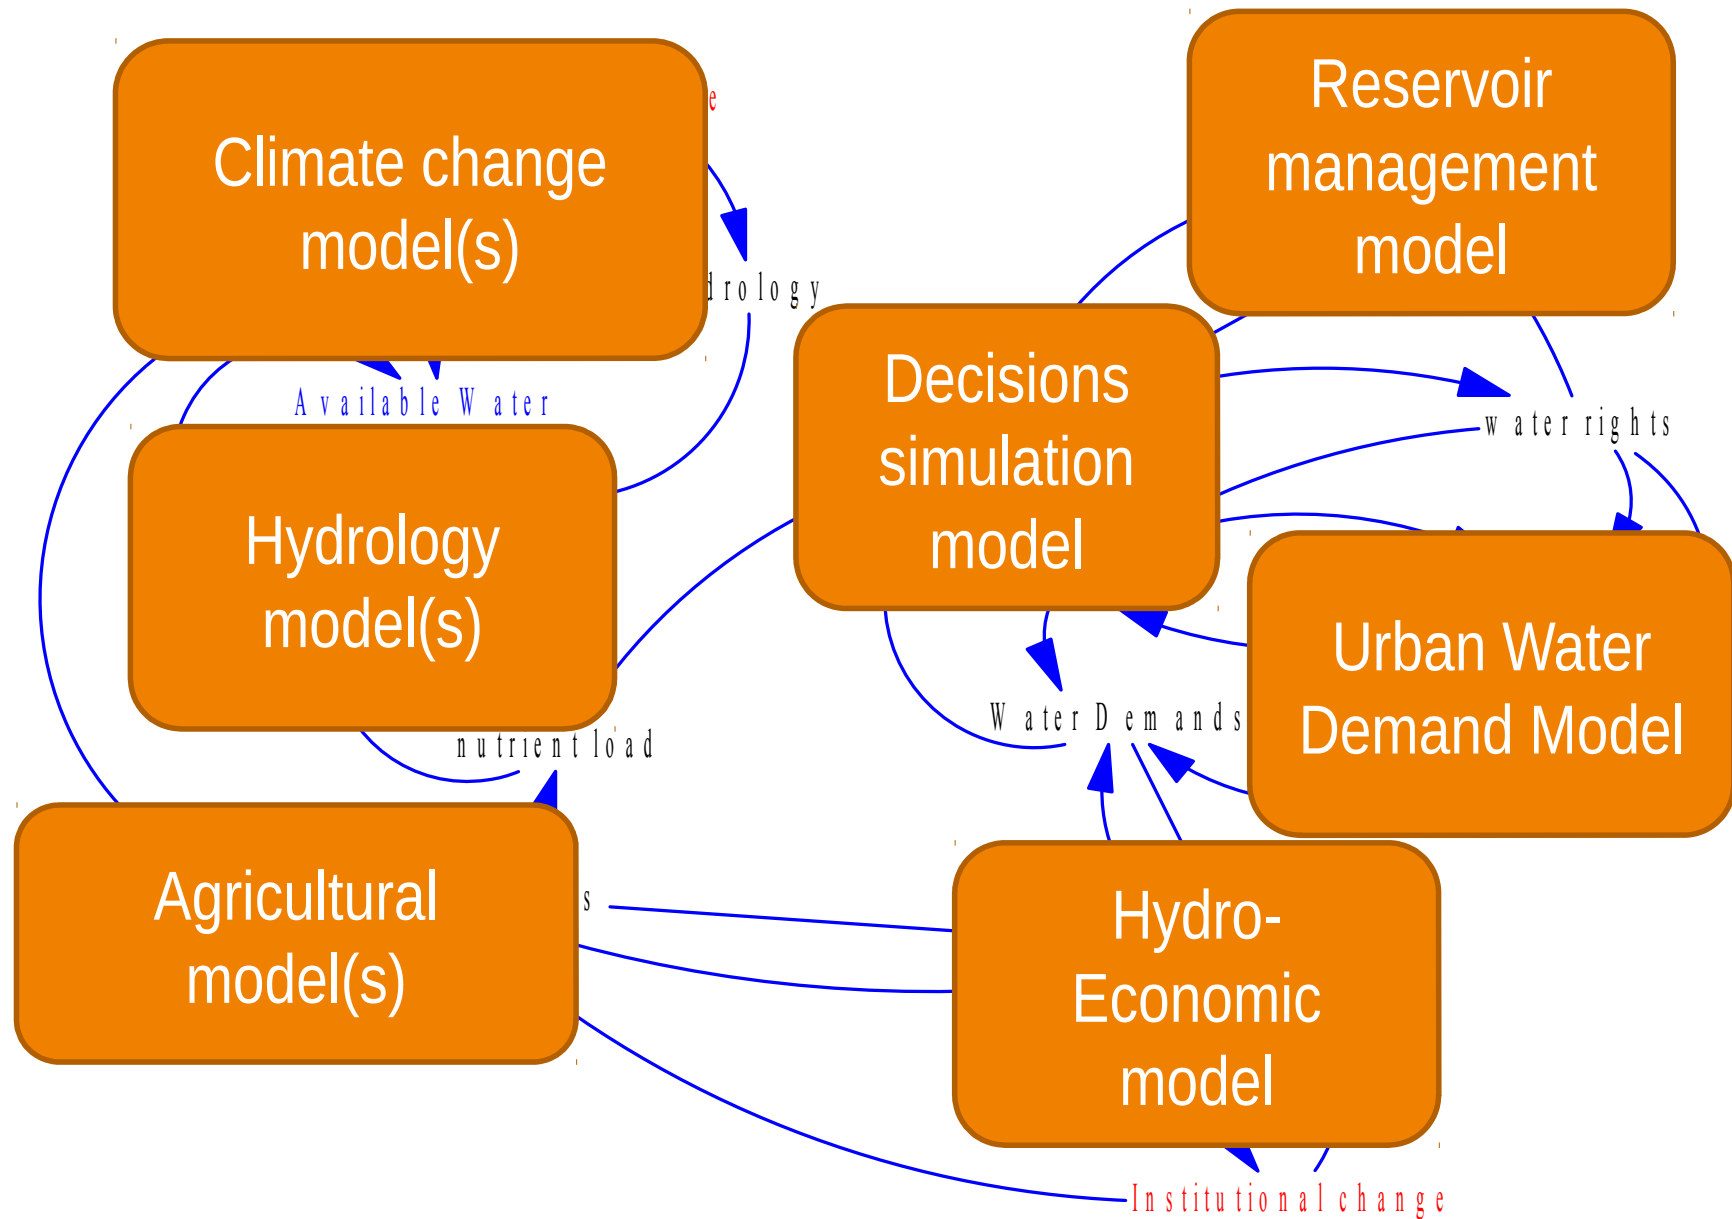 Climate change
model(s)
e
drology
Available Water
Reservoir
management
model
Decisions
simulation
model
water rights
Hydrology
model(s)
Urban Water
Demand Model
Water Demands
nutrient load
Agricultural
model(s)
s
Hydro-
Economic
model
Institutional change